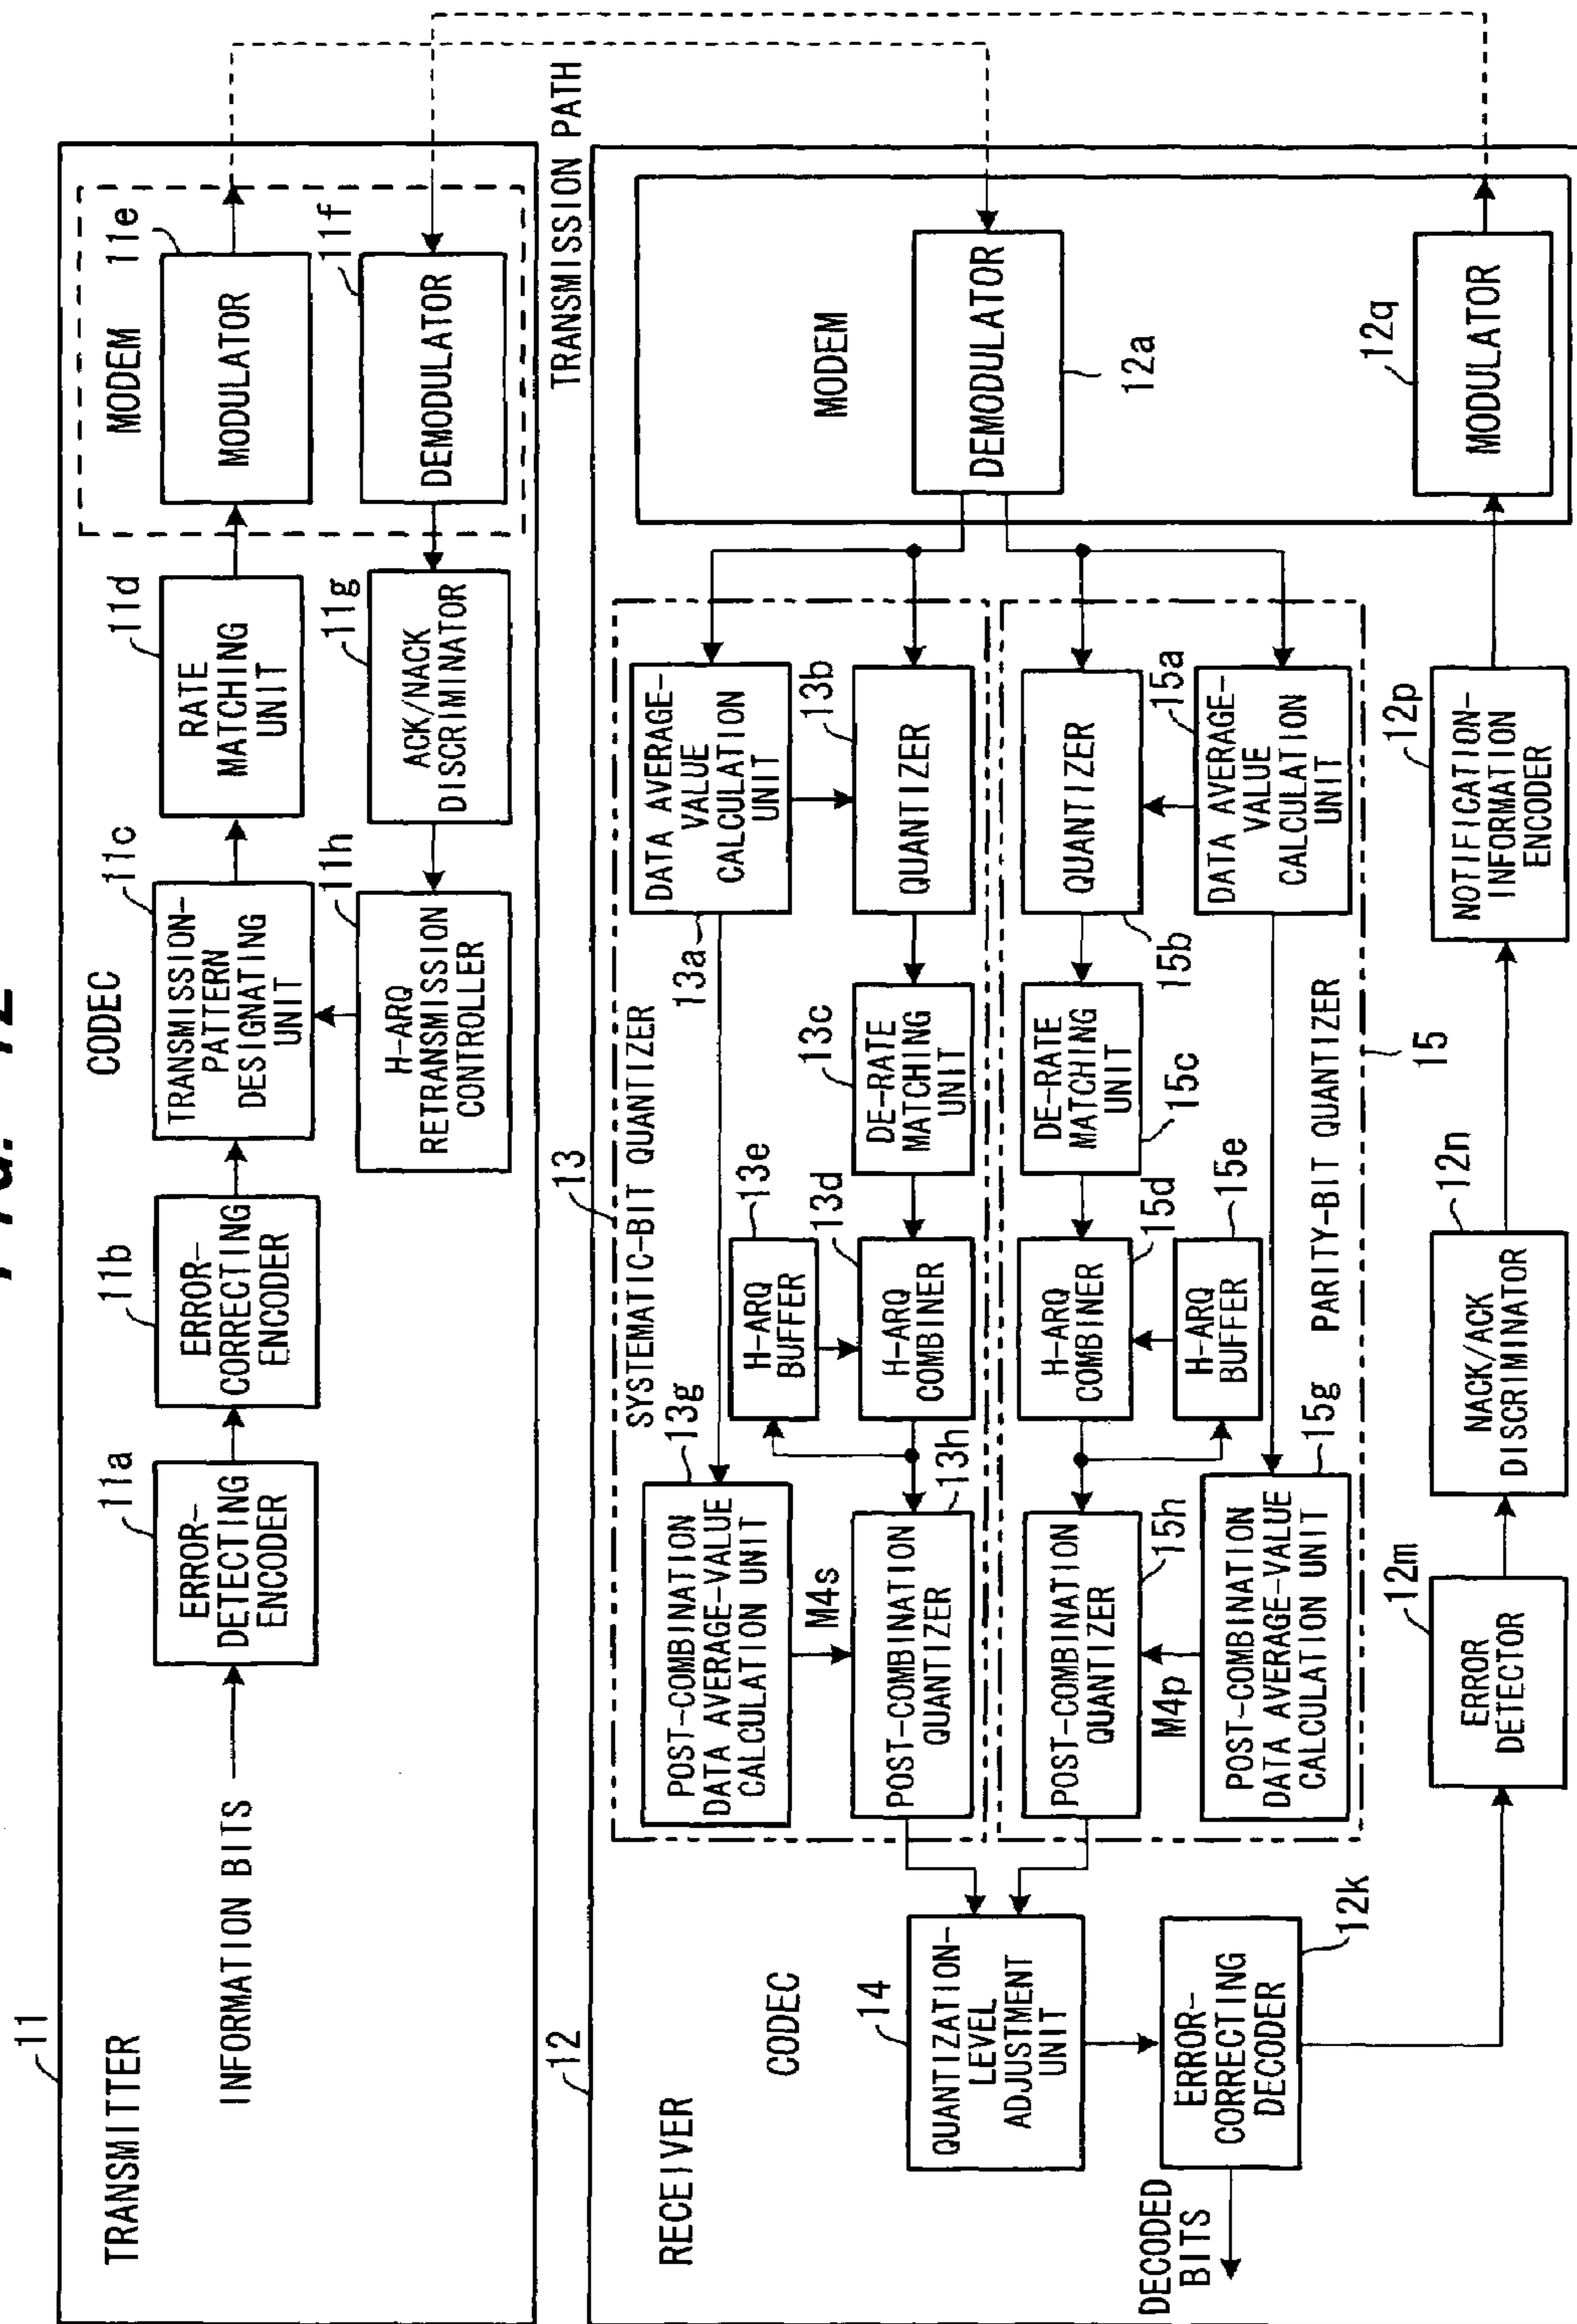 FIG. 12
11
TRANSMITTER
INFORMATION BITS
11a
ERROR-
DETECTING
ENCODER
11b
ERROR-
CORRECTING
ENCODER
CODEC
11c
TRANSMISSION-
PATTERN
DESIGNATING
UNIT
11d
RATE
MATCHING
UNIT
MODEM
11e
MODULATOR
11f
DEMODULATOR
11g
ACK/NACK
DISCRIMINATOR
11h
H-ARQ
RETRANSMISSION
CONTROLLER
TRANSMISSION PATH
12
RECEIVER
CODEC
14
QUANTIZATION-
LEVEL
ADJUSTMENT
UNIT
ERROR-
CORRECTING
DECODER
12k
DECODED
BITS
13
SYSTEMATIC-BIT QUANTIZER
13g
POST-COMBINATION
DATA AVERAGE-VALUE
CALCULATION UNIT
M4s
13h
POST-COMBINATION
QUANTIZER
13e
H-ARQ
BUFFER
13d
H-ARQ
COMBINER
13c
DE-RATE
MATCHING
UNIT
13a
DATA AVERAGE-
VALUE
CALCULATION
UNIT
13b
QUANTIZER
POST-COMBINATION
QUANTIZER
15h
M4p
POST-COMBINATION
DATA AVERAGE-VALUE
CALCULATION UNIT
15g
H-ARQ
COMBINER
15d
H-ARQ
BUFFER
15e
DE-RATE
MATCHING
UNIT
15c
QUANTIZER
15b
15a
DATA AVERAGE-
VALUE
CALCULATION
UNIT
PARITY-BIT QUANTIZER
15
MODEM
DEMODULATOR
12a
12q
MODULATOR
12m
ERROR
DETECTOR
12n
NACK/ACK
DISCRIMINATOR
12p
NOTIFICATION-
INFORMATION
ENCODER